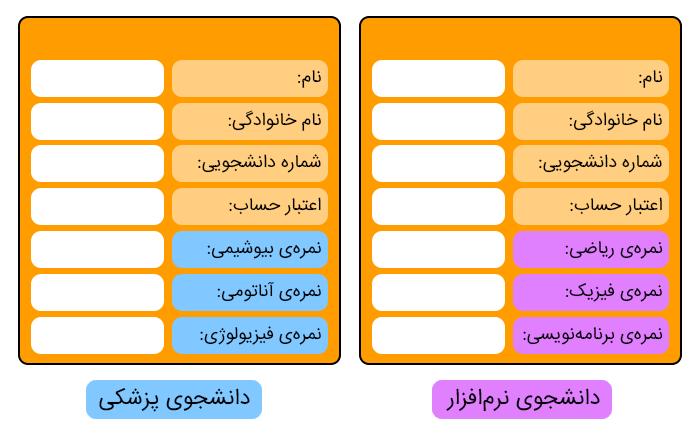 نام:
نام خانوادگی:
شماره دانشجویی:
اعتبار حساب:
نمره‌ی ریاضی:
نمره‌ی فیزیک:
نمره‌ی برنامه‌نویسی:
دانشجوی نرم‌افزار
نام:
نام خانوادگی:
شماره دانشجویی:
اعتبار حساب:
نمره‌ی بیوشیمی:
نمره‌ی آناتومی:
نمره‌ی فیزیولوژی:
دانشجوی پزشکی